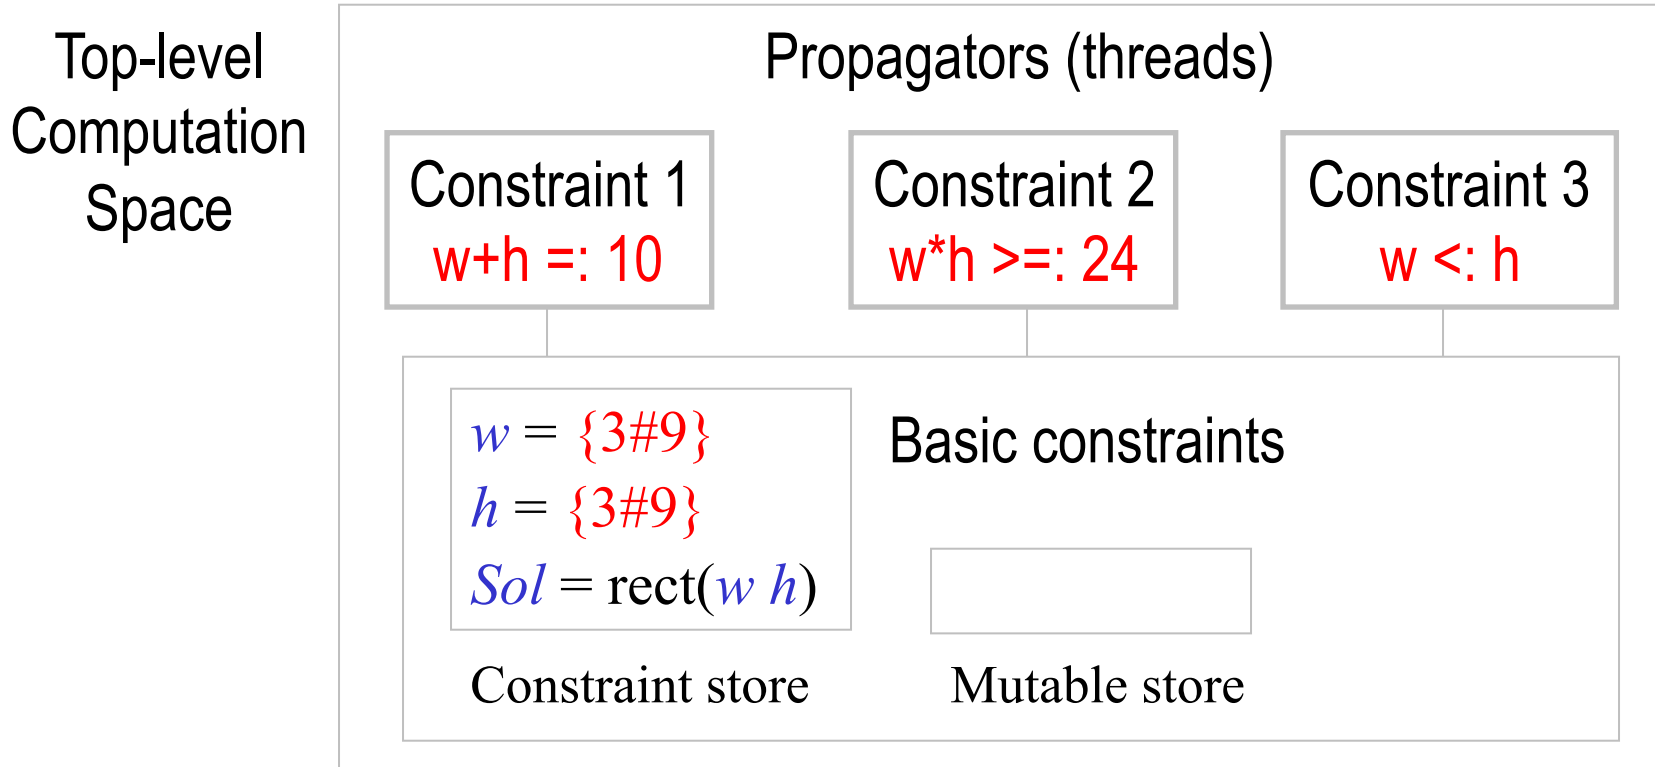 Top-level
Computation
Space
Propagators (threads)
Constraint 1
w+h =: 10
Constraint 2
w*h >=: 24
Constraint 3
w <: h
w = {3#9}
h = {3#9}
Sol = rect(w h)
Basic constraints
Constraint store
Mutable store